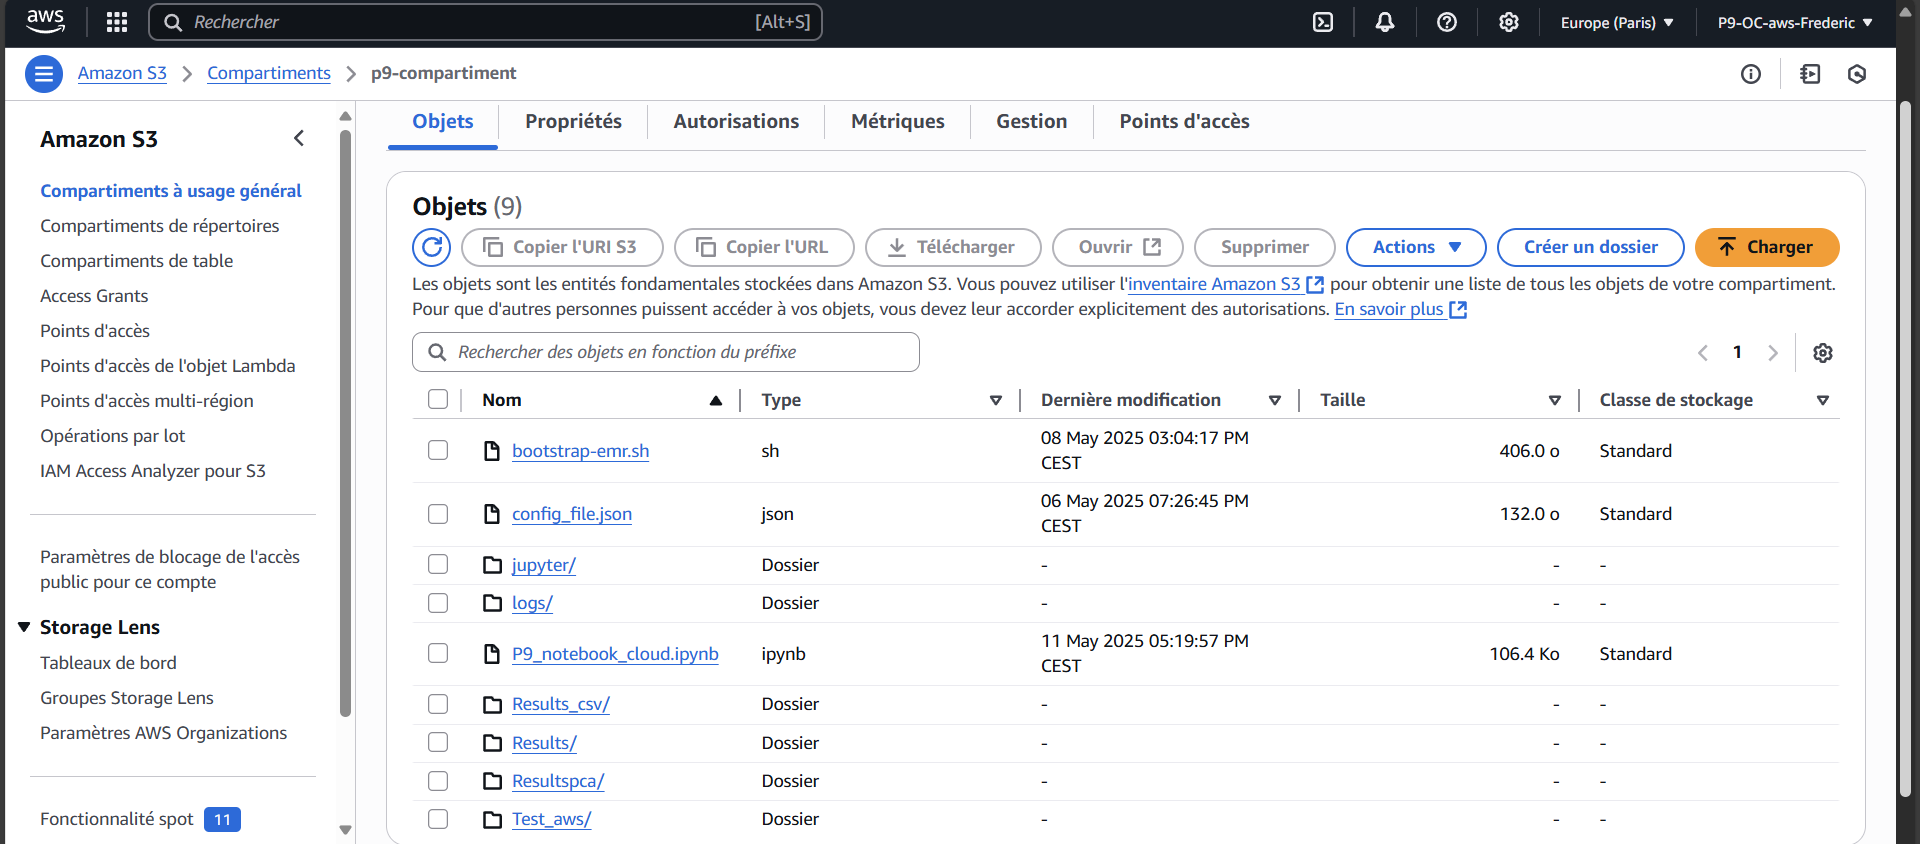 aws
Rechercher [Alt+S]
Europe (Paris)
P9-OC-aws-Frederic
Amazon S3
Compartiments
p9-compartiment
Amazon S3
Compartiments à usage général
Compartiments de répertoires
Compartiments de table
Access Grants
Points d'accès
Points d'accès de l'objet Lambda
Points d'accès multi-région
Opérations par lot
IAM Access Analyzer pour S3
Paramètres de blocage de l'accès
public pour ce compte
Storage Lens
Tableaux de bord
Groupes Storage Lens
Paramètres AWS Organizations
Fonctionnalité spot 11
Objets Propriétés Autorisations Métriques Gestion Points d'accès
Objets (9)
Copier l'URI S3 Copier l'URL Télécharger Ouvrir Supprimer Actions Créer un dossier Charger
Les objets sont les entités fondamentales stockées dans Amazon S3. Vous pouvez utiliser l'inventaire Amazon S3 pour obtenir une liste de tous les objets de votre compartiment.
Pour que d'autres personnes puissent accéder à vos objets, vous devez leur accorder explicitement des autorisations. En savoir plus
Rechercher des objets en fonction du préfixe
1
Nom Type Dernière modification Taille Classe de stockage
bootstrap-emr.sh sh 08 May 2025 03:04:17 PM CEST 406.0 o Standard
config_file.json json 06 May 2025 07:26:45 PM CEST 132.0 o Standard
jupyter/ Dossier - - -
logs/ Dossier - - -
P9_notebook_cloud.ipynb ipynb 11 May 2025 05:19:57 PM CEST 106.4 Ko Standard
Results_csv/ Dossier - - -
Results/ Dossier - - -
Resultspca/ Dossier - - -
Test_aws/ Dossier - - -